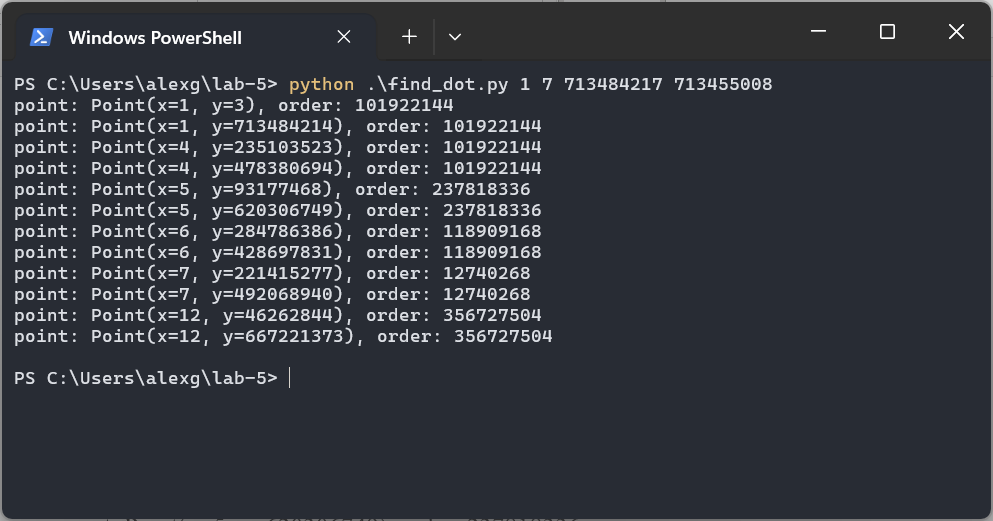 Windows PowerShell
PS C:\Users\alexg\lab-5> python .\find_dot.py 1 7 713484217 713455008
point: Point(x=1, y=3), order: 101922144
point: Point(x=1, y=713484214), order: 101922144
point: Point(x=4, y=235103523), order: 101922144
point: Point(x=4, y=478380694), order: 101922144
point: Point(x=5, y=93177468), order: 237818336
point: Point(x=5, y=620306749), order: 237818336
point: Point(x=6, y=284786386), order: 118909168
point: Point(x=6, y=428697831), order: 118909168
point: Point(x=7, y=221415277), order: 12740268
point: Point(x=7, y=492068940), order: 12740268
point: Point(x=12, y=46262844), order: 356727504
point: Point(x=12, y=667221373), order: 356727504
PS C:\Users\alexg\lab-5>